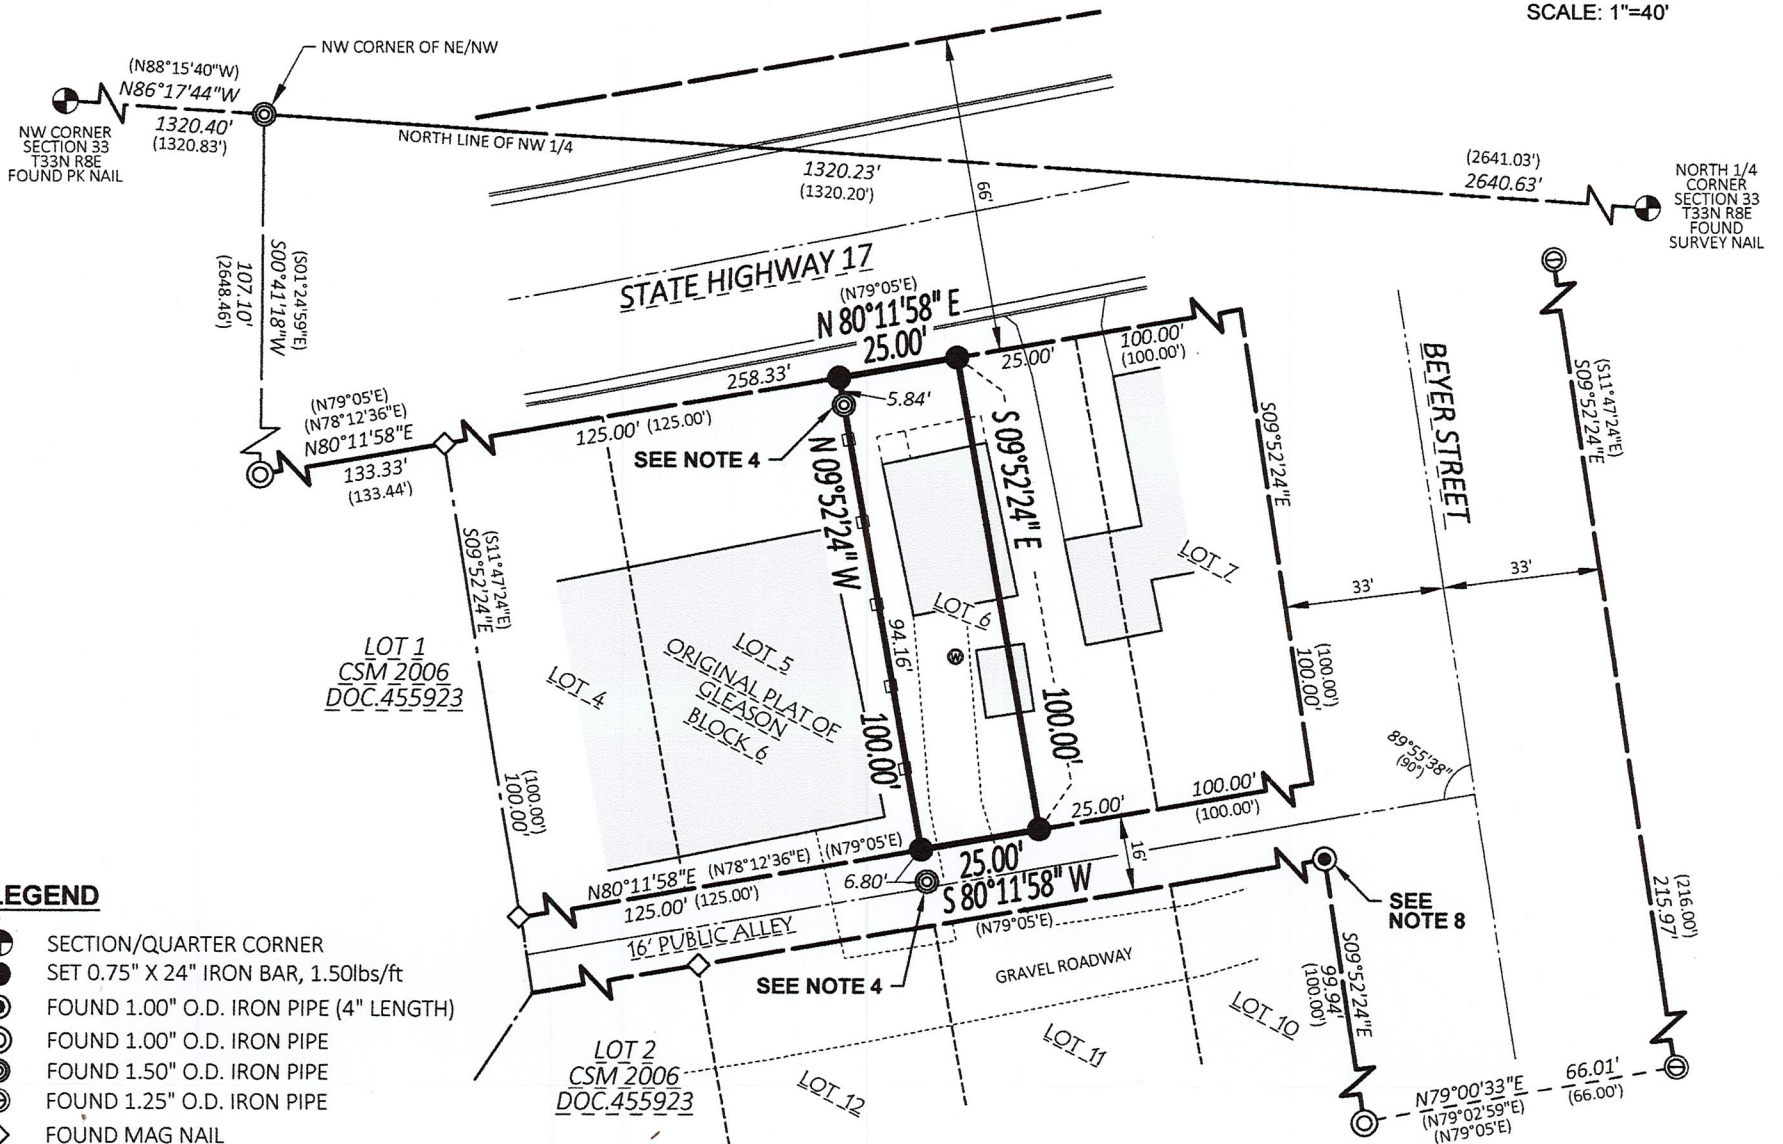 SCALE: 1"=40'
NW CORNER OF NE/NW
(N88°15'40"W)
N86°17'44"W
1320.40'
(1320.83')
NW CORNER
SECTION 33
T33N R8E
FOUND PK NAIL
NORTH LINE OF NW 1/4
1320.23'
(1320.20')
66'
(2641.03')
2640.63'
NORTH 1/4
CORNER
SECTION 33
T33N R8E
FOUND
SURVEY NAIL
(S01°24'59"E)
S00°41'18"W
107.10'
(2648.46')
STATE HIGHWAY 17
(N79°05'E)
N 80°11'58" E
25.00'
258.33'
25.00'
100.00'
(100.00')
(N79°05'E)
(N78°12'36"E)
N80°11'58"E
133.33'
(133.44')
125.00' (125.00')
5.84'
SEE NOTE 4
N 09°52'24" W
94.16'
100.00'
S 09°52'24" E
100.00'
S09°52'24"E
(100.00')
100.00'
BEYER STREET
(S11°47'24"E)
S09°52'24"E
33'
33'
(S11°47'24"E)
S09°52'24"E
(100.00')
100.00'
LOT 1
CSM 2006
DOC.455923
LOT 4
LOT 5
ORIGINAL PLAT OF
GLEASON
BLOCK 6
LOT 6
W
LOT 7
89°55'38"
(90°)
100.00'
(100.00')
25.00'
16'
N80°11'58"E (N78°12'36"E) (N79°05'E)
125.00' (125.00')
6.80'
25.00'
S 80°11'58" W
(N79°05'E)
16' PUBLIC ALLEY
SEE NOTE 4
GRAVEL ROADWAY
SEE
NOTE 8
S09°52'24"E
99.94'
(100.00')
(216.00')
215.97'
LOT 10
LOT 11
LOT 12
LOT 2
CSM 2006
DOC.455923
N79°00'33"E
(N79°02'59"E)
(N79°05'E)
66.01'
(66.00')
LEGEND
SECTION/QUARTER CORNER
SET 0.75" X 24" IRON BAR, 1.50lbs/ft
FOUND 1.00" O.D. IRON PIPE (4" LENGTH)
FOUND 1.00" O.D. IRON PIPE
FOUND 1.50" O.D. IRON PIPE
FOUND 1.25" O.D. IRON PIPE
FOUND MAG NAIL